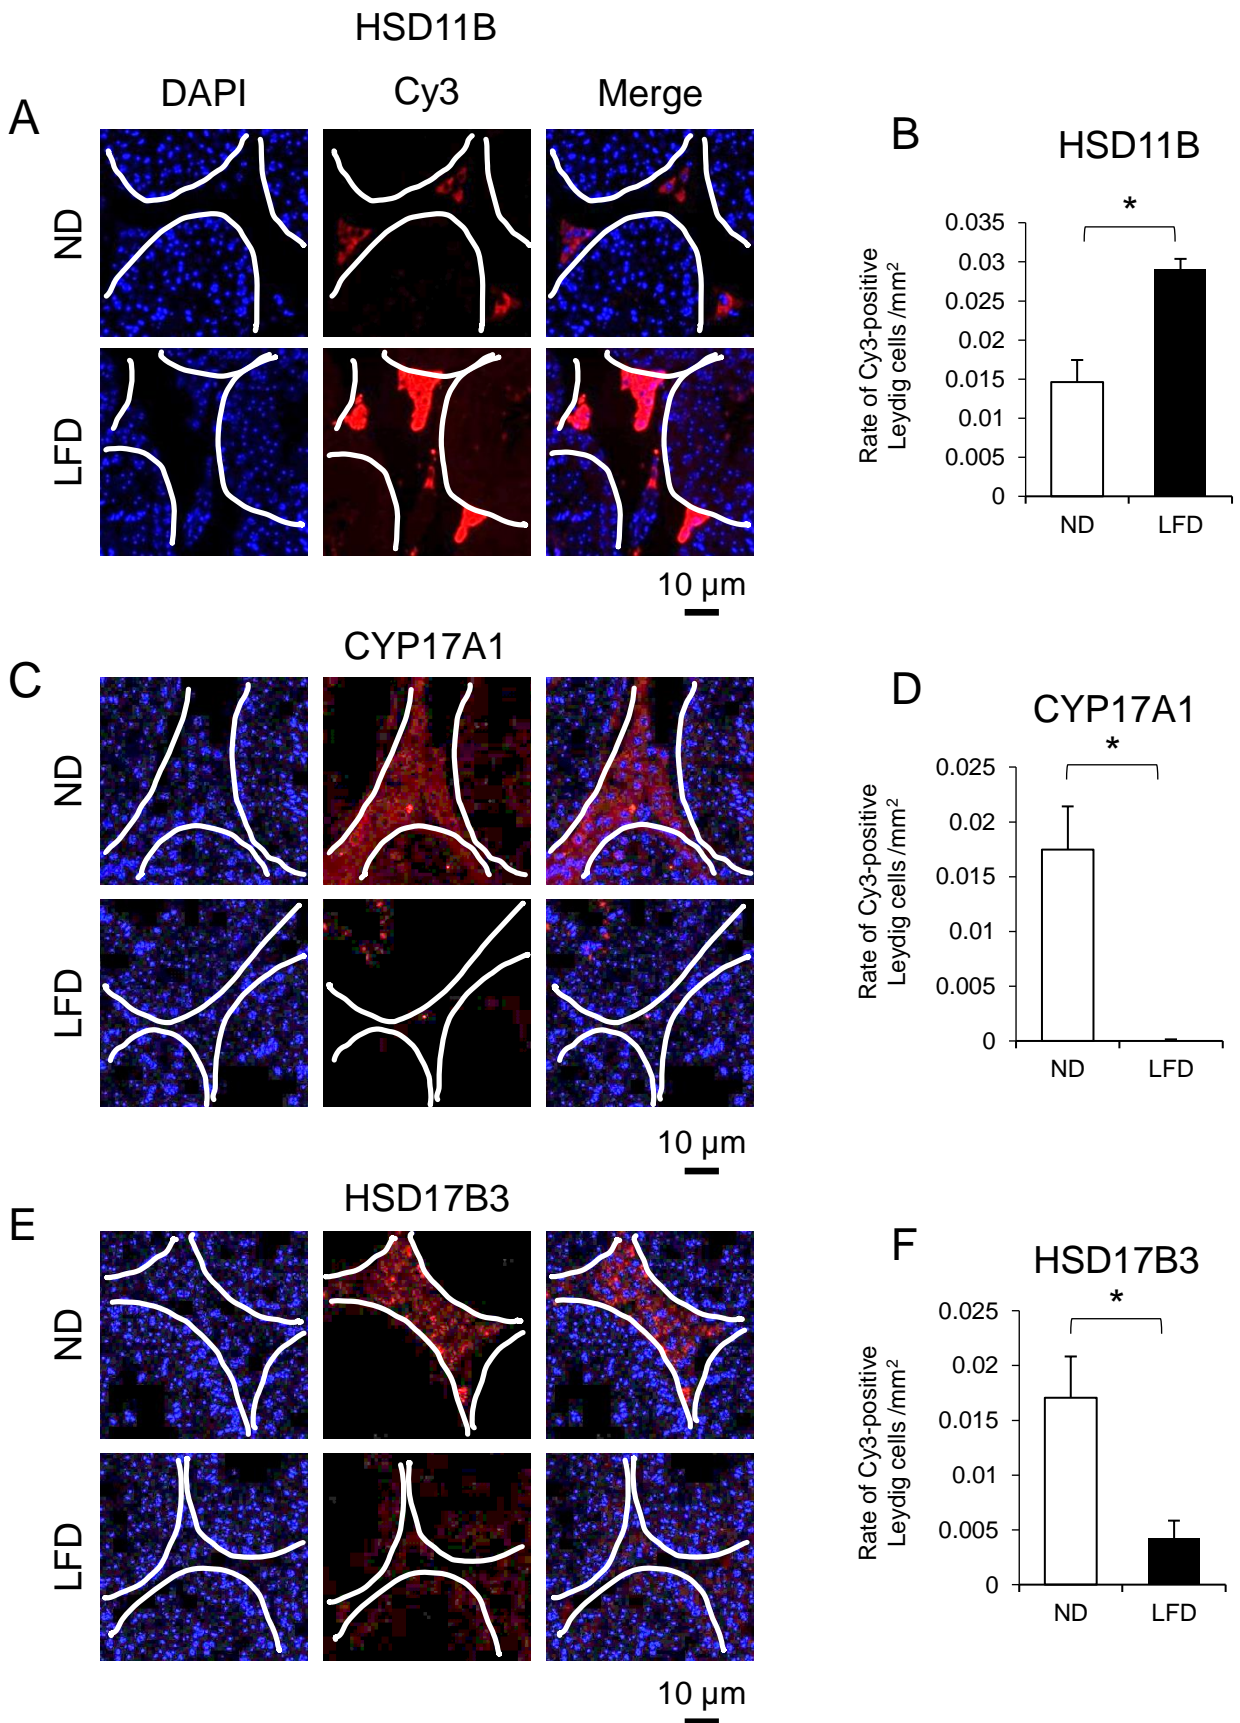 HSD11B
DAPI
Cy3
Merge
A
ND
LFD
10 μm
B
HSD11B
*
Rate of Cy3-positive
Leydig cells /mm²
0.035
0.03
0.025
0.02
0.015
0.01
0.005
0
ND
LFD
CYP17A1
C
ND
LFD
10 μm
D
CYP17A1
*
Rate of Cy3-positive
Leydig cells /mm²
0.025
0.02
0.015
0.01
0.005
0
ND
LFD
HSD17B3
E
ND
LFD
10 μm
F
HSD17B3
*
Rate of Cy3-positive
Leydig cells /mm²
0.025
0.02
0.015
0.01
0.005
0
ND
LFD